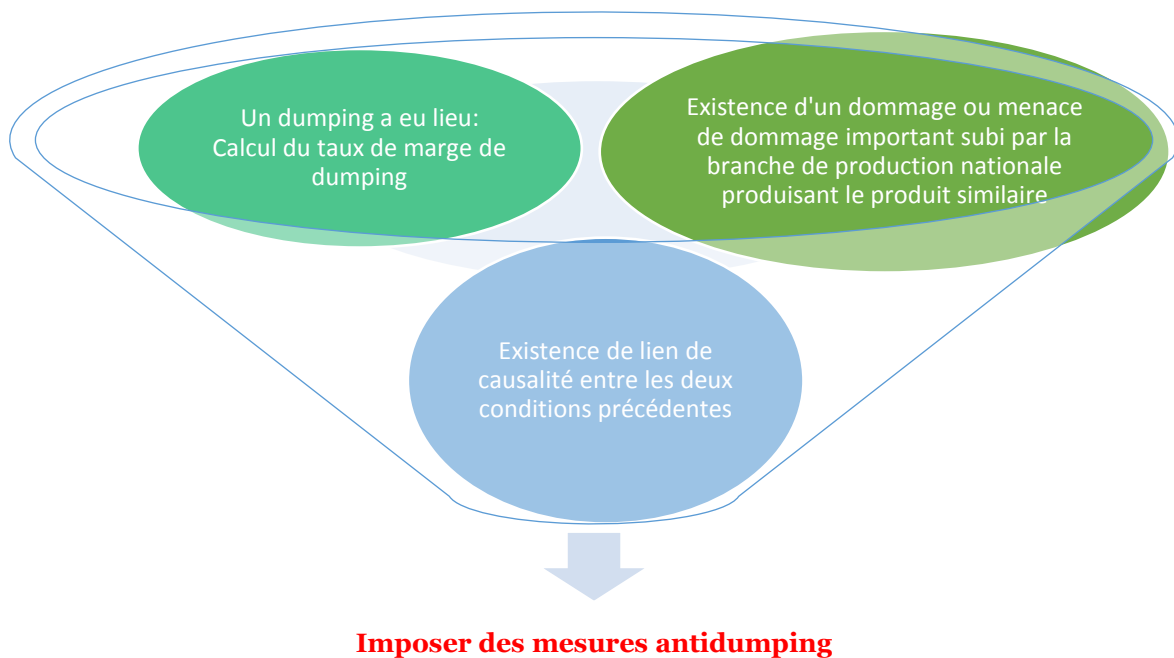 Un dumping a eu lieu:
Calcul du taux de marge de
dumping
Existence d'un dommage ou menace
de dommage important subi par la
branche de production nationale
produisant le produit similaire
Existence de lien de
causalité entre les deux
conditions précédentes
Imposer des mesures antidumping